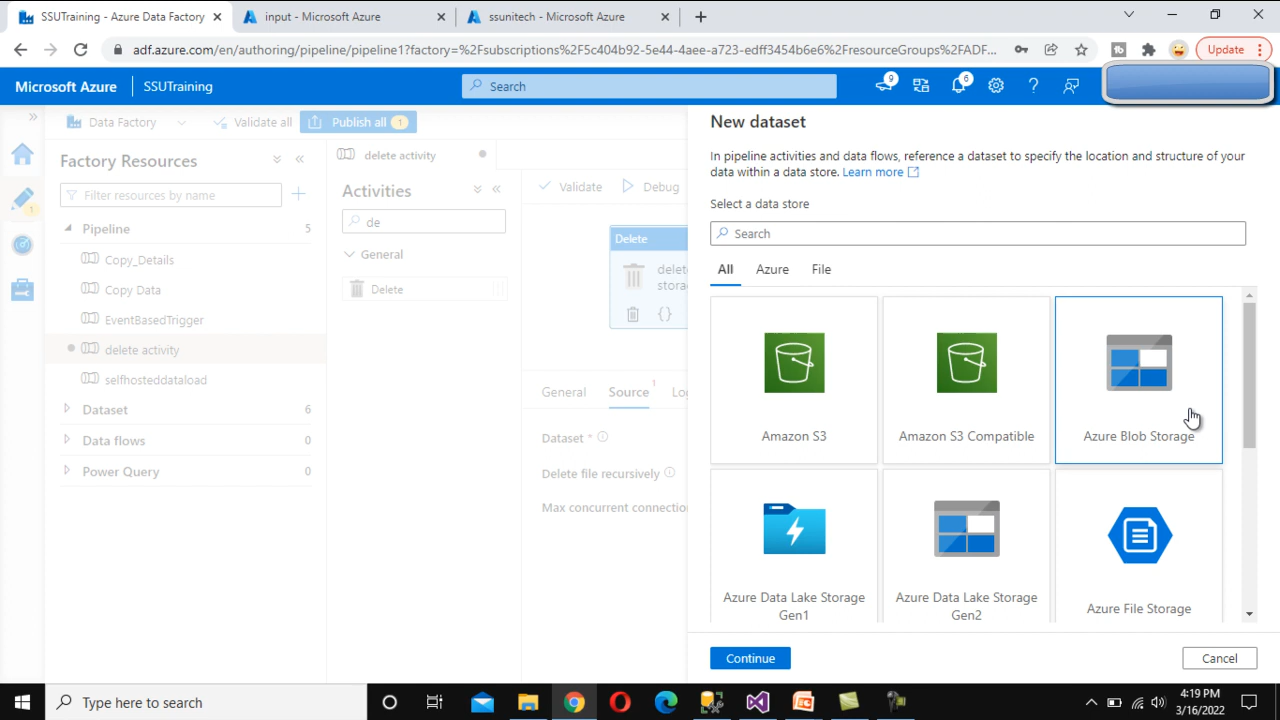 SSUTraining - Azure Data Factory
input - Microsoft Azure
ssunitech - Microsoft Azure
adf.azure.com/en/authoring/pipeline/pipeline1?factory=%2Fsubscriptions%2F5c404b92-5e44-4aee-a723-edff3454b6e6%2FresourceGroups%2FADF...
Update
Microsoft Azure
SSUTraining
Search
9
6
Data Factory
Validate all
Publish all
1
Factory Resources
Filter resources by name
Pipeline
5
Copy_Details
Copy Data
EventBasedTrigger
delete activity
selfhosteddataload
Dataset
6
Data flows
0
Power Query
0
1
delete activity
Activities
de
General
Delete
Validate
Debug
Delete
General
Source
1
Dataset *
Delete file recursively
New dataset
In pipeline activities and data flows, reference a dataset to specify the location and structure of your
data within a data store. Learn more
Select a data store
Search
All
Azure
File
Amazon S3
Amazon S3 Compatible
Azure Blob Storage
Azure Data Lake Storage
Gen1
Azure Data Lake Storage
Gen2
Azure File Storage
Continue
Cancel
Type here to search
4:19 PM
3/16/2022